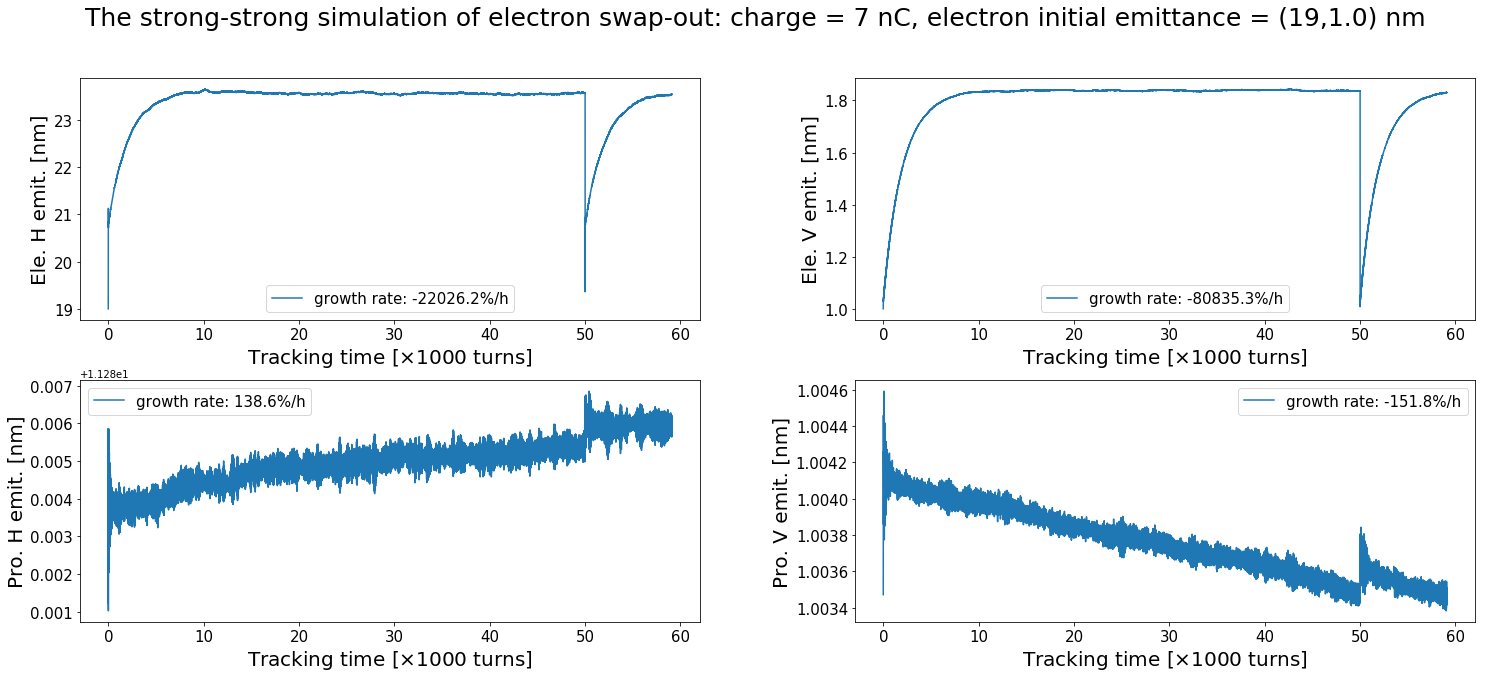 The strong-strong simulation of electron swap-out: charge = 7 nC, electron initial emittance = (19,1.0) nm
Ele. H emit. [nm]
23
22
21
20
19
growth rate: -22026.2%/h
0 10 20 30 40 50 60
Tracking time [×1000 turns]
Ele. V emit. [nm]
1.8
1.6
1.4
1.2
1.0
growth rate: -80835.3%/h
0 10 20 30 40 50 60
Tracking time [×1000 turns]
+1.128e1
Pro. H emit. [nm]
0.007
0.006
0.005
0.004
0.003
0.002
0.001
growth rate: 138.6%/h
0 10 20 30 40 50 60
Tracking time [×1000 turns]
Pro. V emit. [nm]
1.0046
1.0044
1.0042
1.0040
1.0038
1.0036
1.0034
growth rate: -151.8%/h
0 10 20 30 40 50 60
Tracking time [×1000 turns]